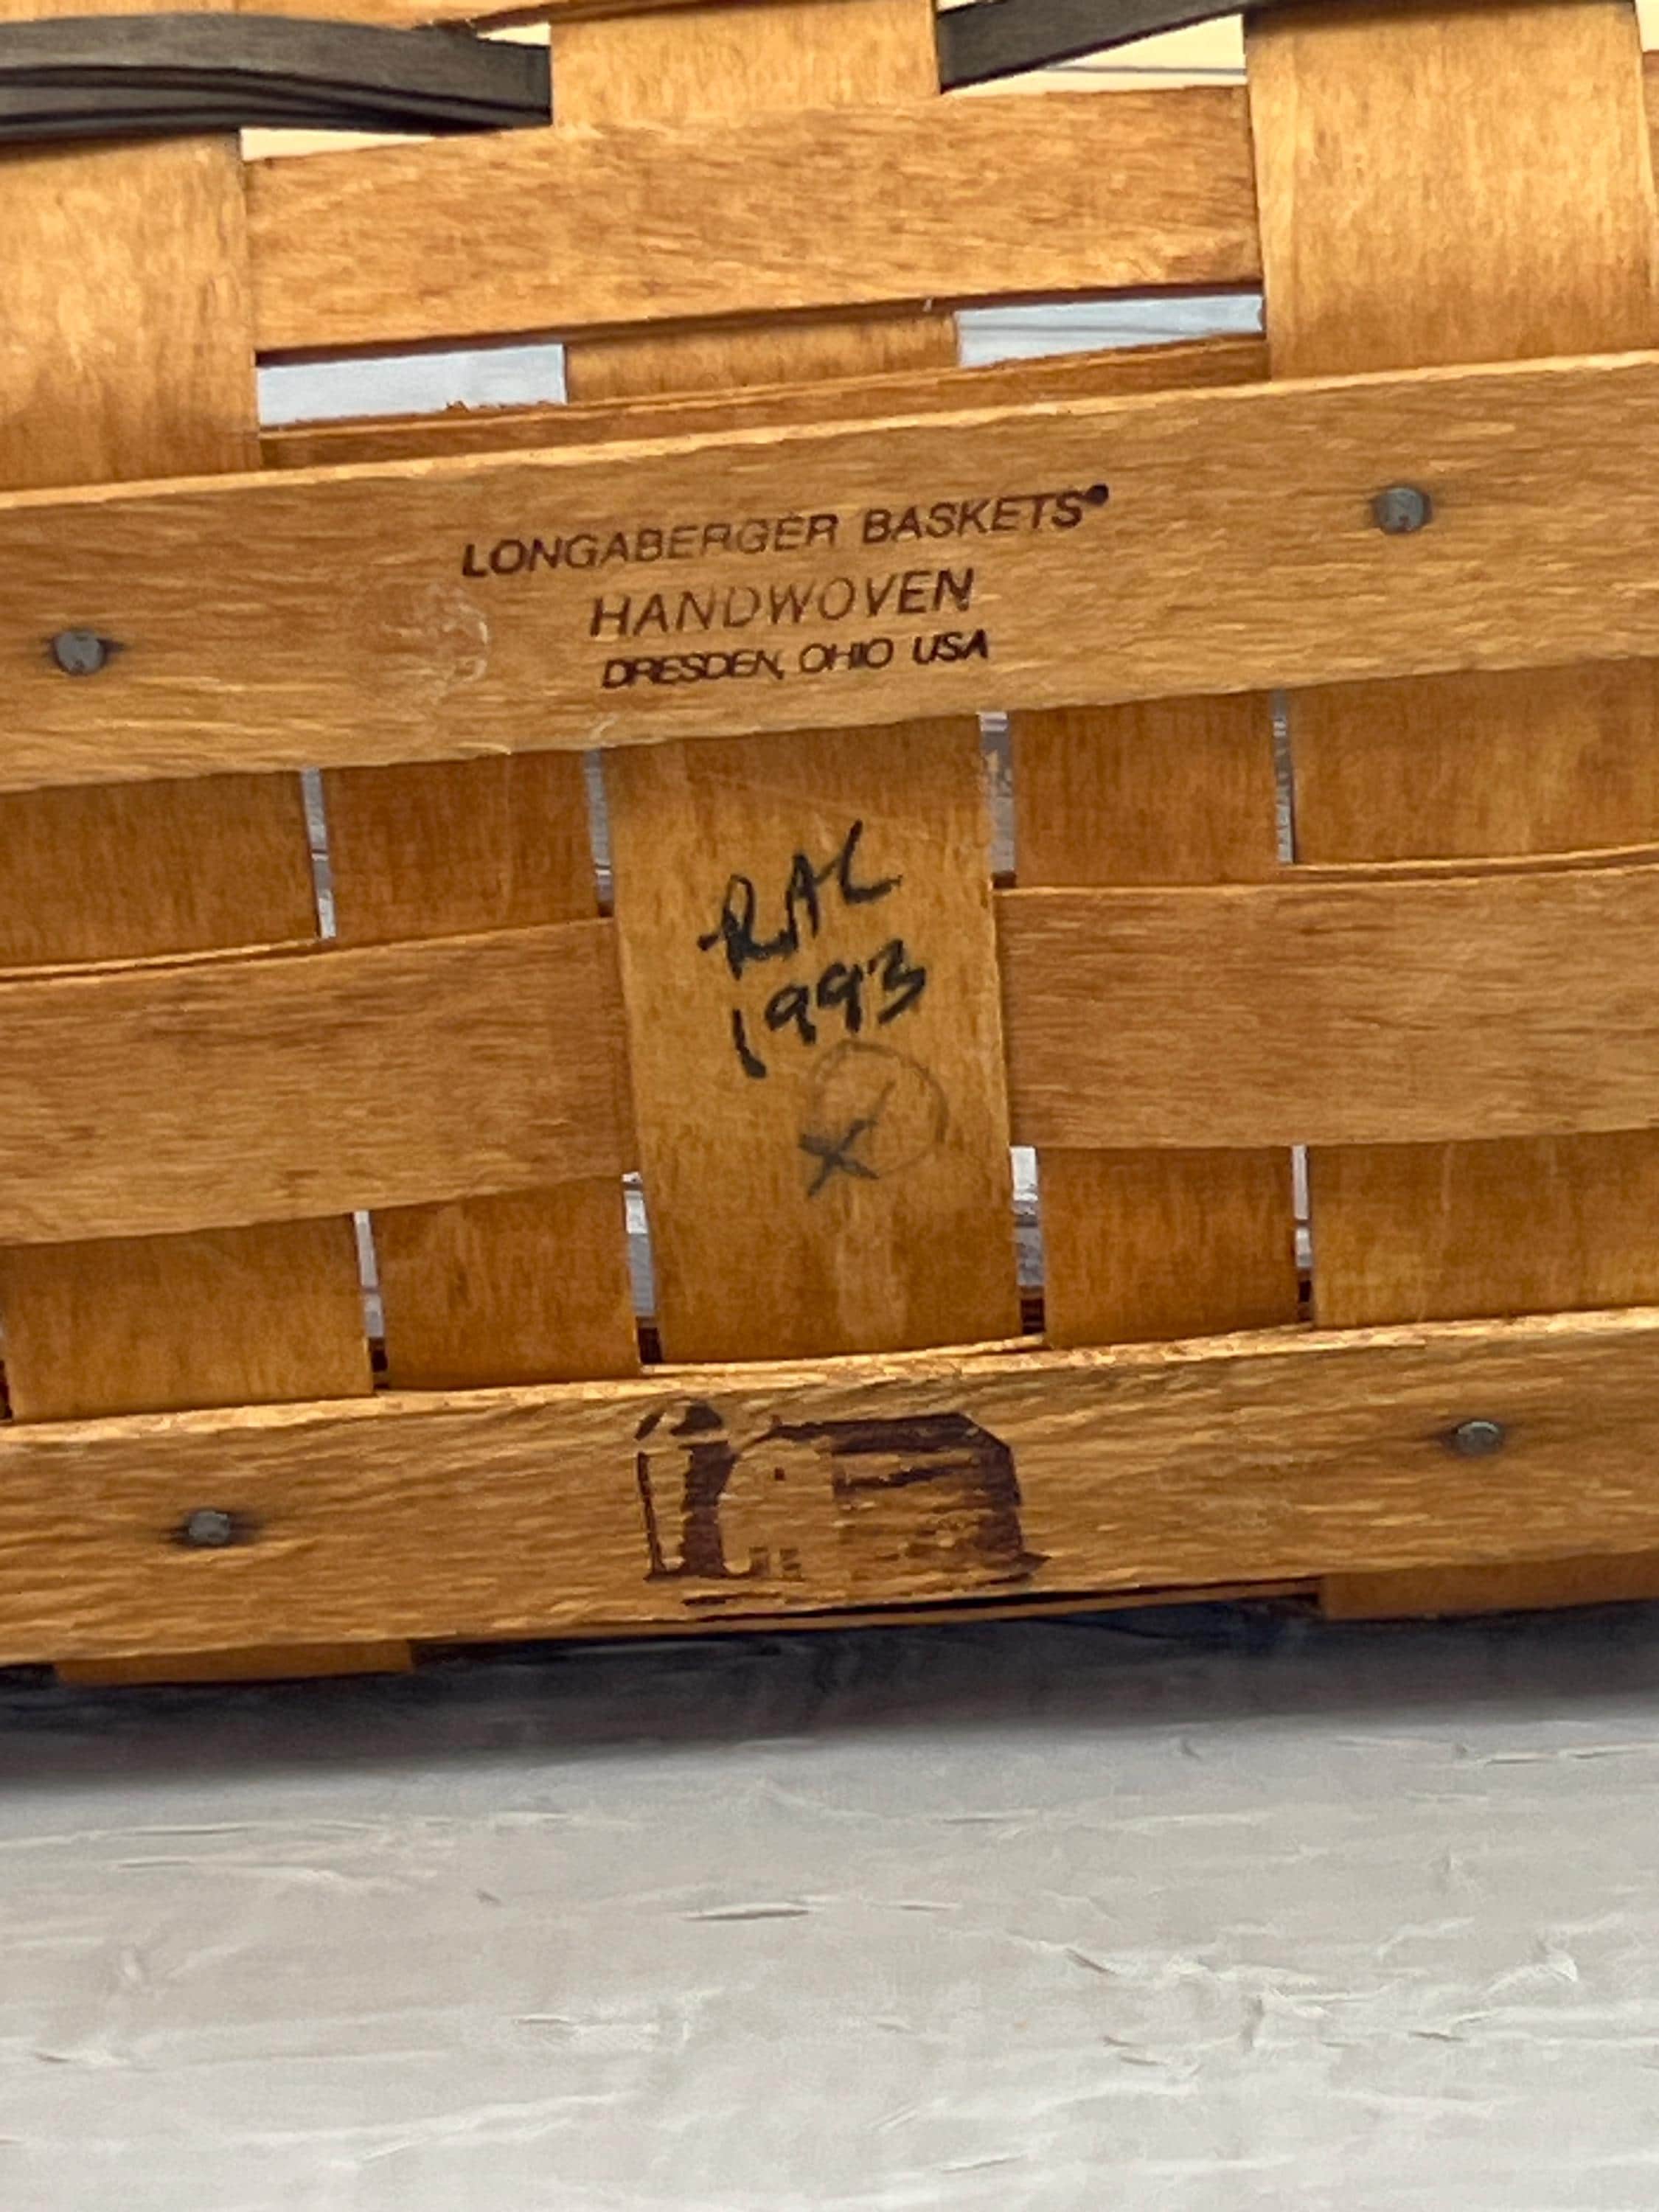 LONGABERGER BASKETS®
HANDWOVEN
DRESDEN, OHIO USA
RAL
1993
X